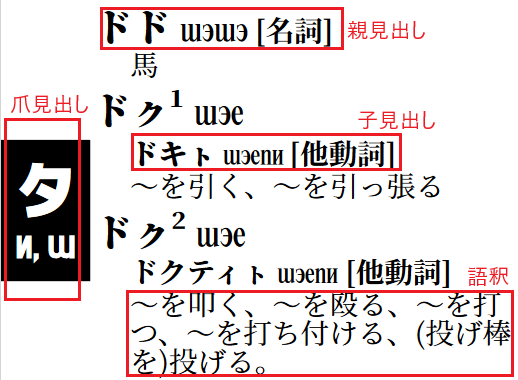 ドド шэшэ [名詞] 親見出し
馬
ドク¹ шэе
爪見出し
子見出し
ドキㇳ шэепи [他動詞]
～を引く、～を引っ張る
タ
и, ш
ドク² шэе
ドクティㇳ шэепи [他動詞] 語釈
～を叩く、～を殴る、～を打
つ、～を打ち付ける、(投げ棒
を)投げる。